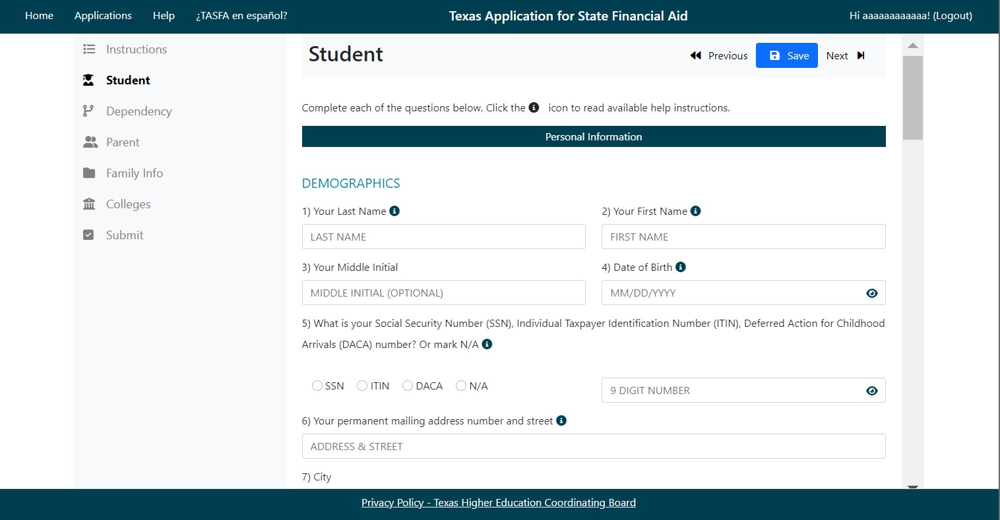 Home Applications Help ¿TASFA en español? Texas Application for State Financial Aid Hi aaaaaaaaaaaa! (Logout)
Instructions
Student
Dependency
Parent
Family Info
Colleges
Submit
Student
Previous Save Next
Complete each of the questions below. Click the icon to read available help instructions.
Personal Information
DEMOGRAPHICS
1) Your Last Name
LAST NAME
2) Your First Name
FIRST NAME
3) Your Middle Initial
MIDDLE INITIAL (OPTIONAL)
4) Date of Birth
MM/DD/YYYY
5) What is your Social Security Number (SSN), Individual Taxpayer Identification Number (ITIN), Deferred Action for Childhood
Arrivals (DACA) number? Or mark N/A
SSN ITIN DACA N/A
9 DIGIT NUMBER
6) Your permanent mailing address number and street
ADDRESS & STREET
7) City
Privacy Policy - Texas Higher Education Coordinating Board